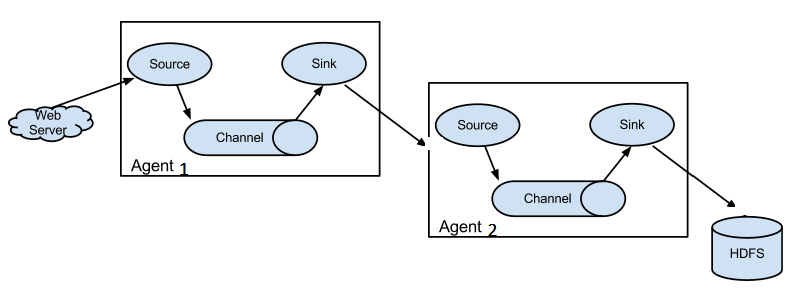 Web
Server
Source
Sink
Channel
Agent 1
Source
Sink
Channel
Agent 2
HDFS